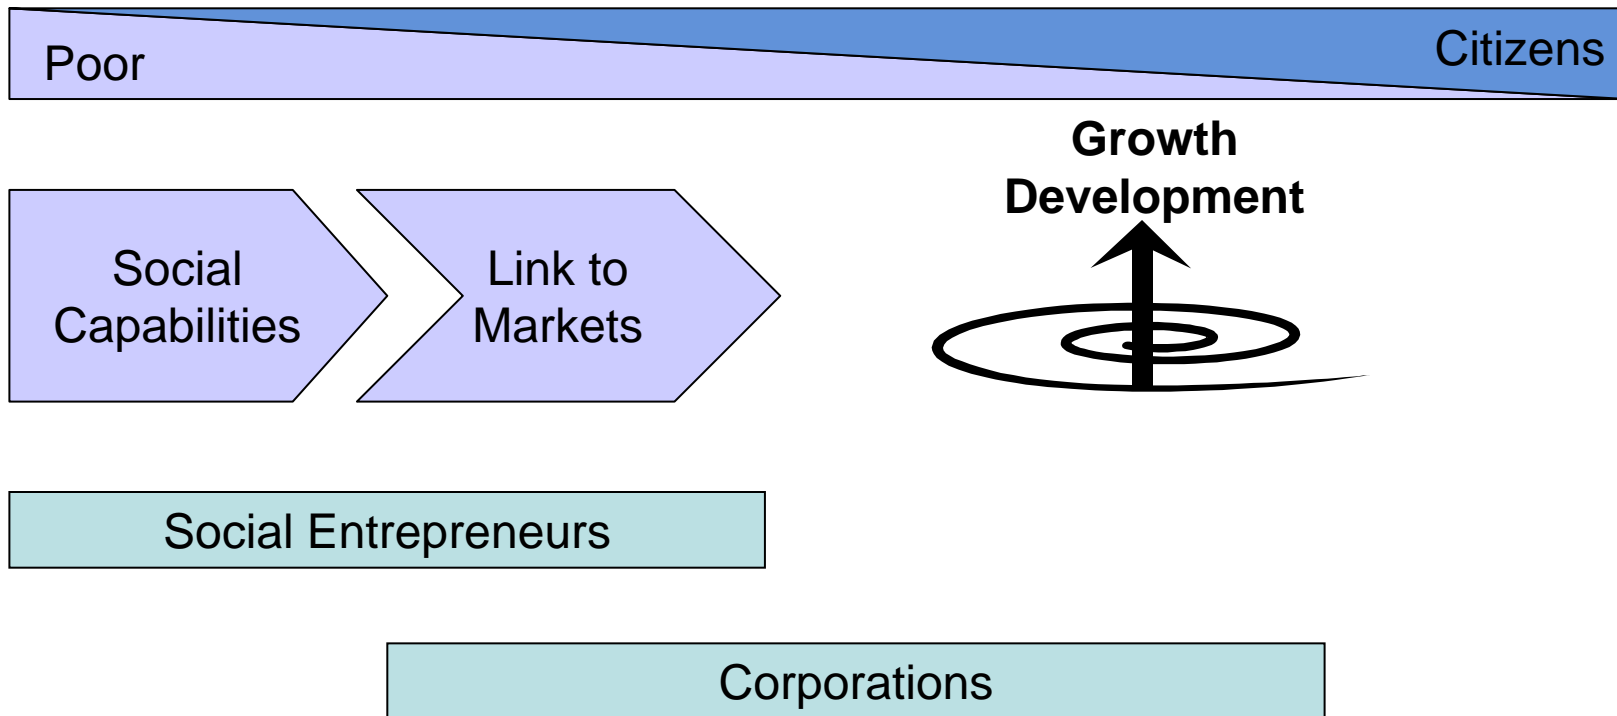 Poor
Citizens
Growth
Development
Social
Capabilities
Link to
Markets
Social Entrepreneurs
Corporations